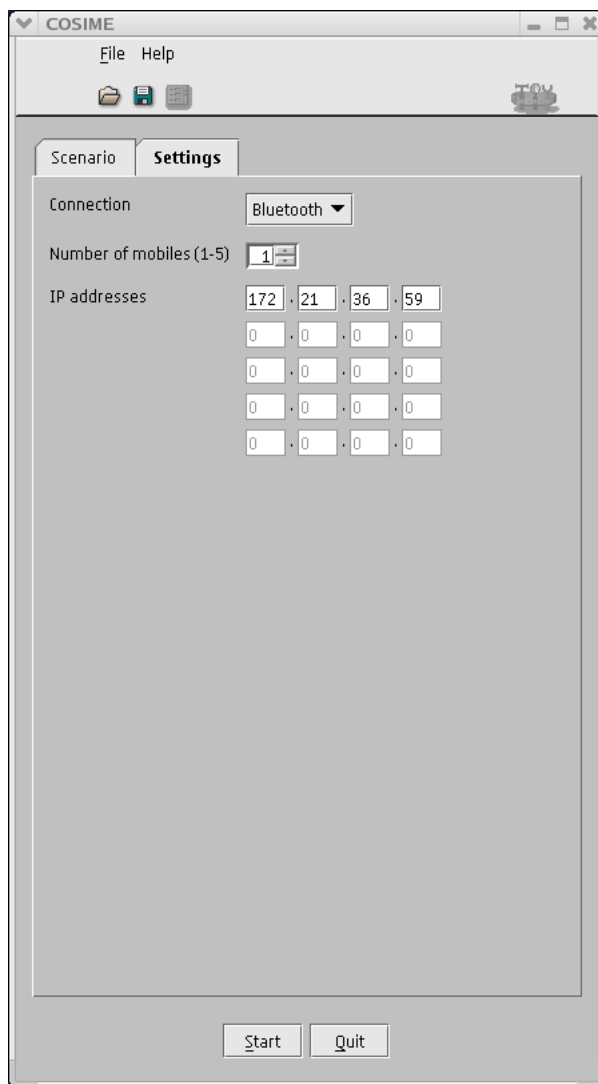 COSIME
File Help
Scenario Settings
Connection Bluetooth
Number of mobiles (1-5) 1
IP addresses 172 . 21 . 36 . 59
0 . 0 . 0 . 0
0 . 0 . 0 . 0
0 . 0 . 0 . 0
0 . 0 . 0 . 0
Start Quit